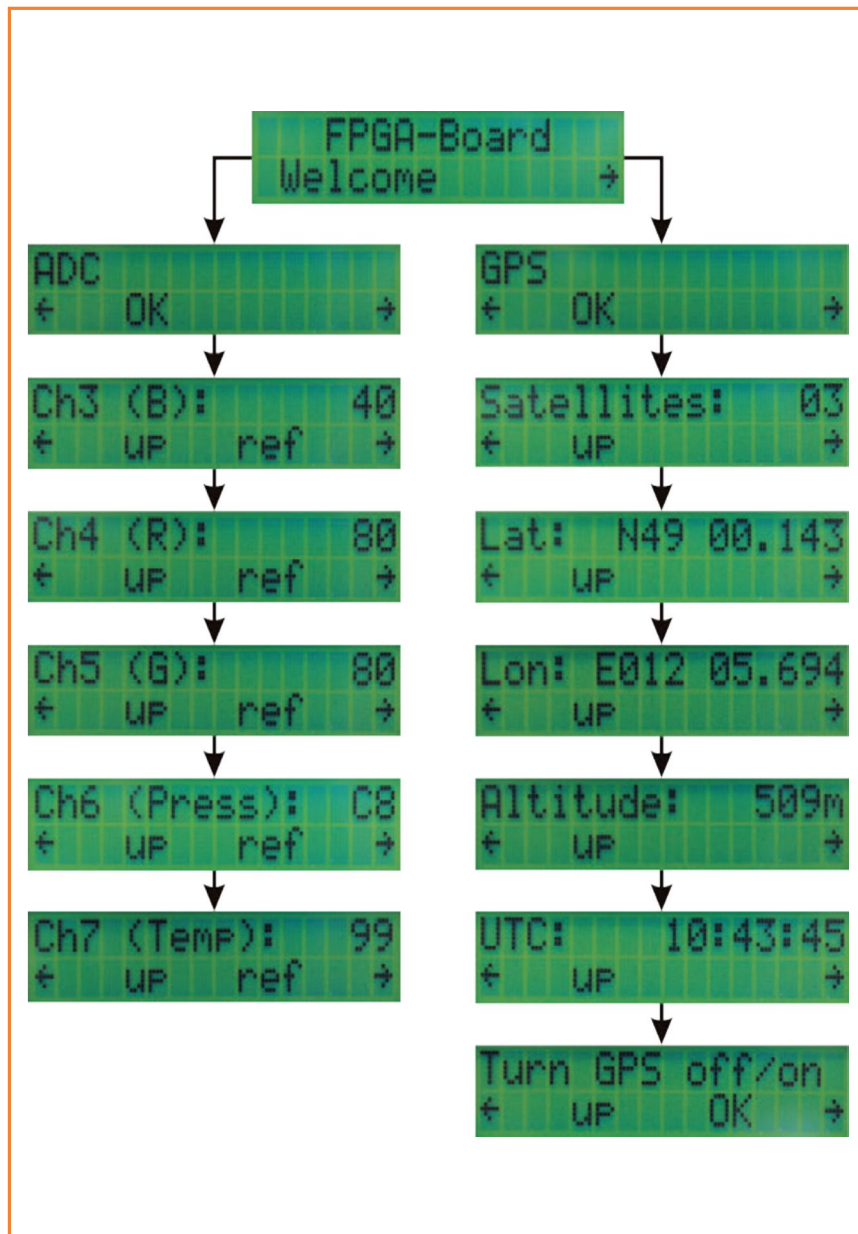 FPGA-Board
Welcome →
ADC
← OK →
Ch3 (B): 40
← up ref →
Ch4 (R): 80
← up ref →
Ch5 (G): 80
← up ref →
Ch6 (Press): C8
← up ref →
Ch7 (Temp): 99
← up ref →
GPS
← OK →
Satellites: 03
← up →
Lat: N49 00.143
← up →
Lon: E012 05.694
← up →
Altitude: 509m
← up →
UTC: 10:43:45
← up →
Turn GPS off/on
← up OK →